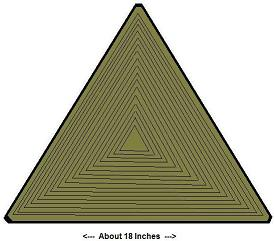 <--- About 18 Inches --->